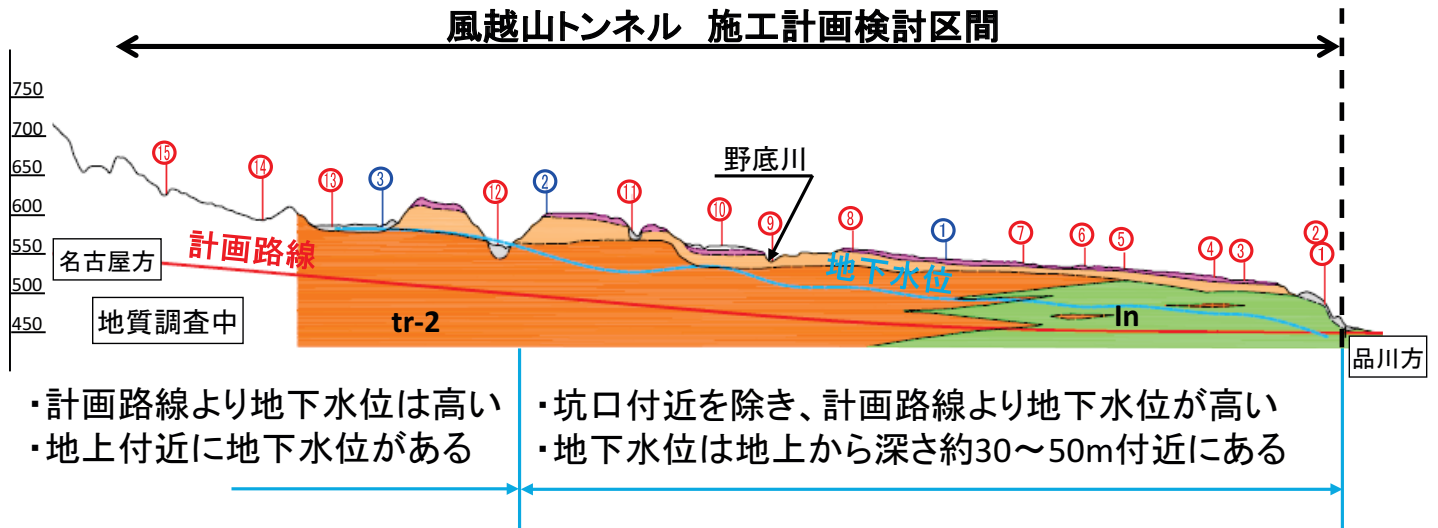 風越山トンネル 施工計画検討区間
750
700
650
600
550
500
450
⑮
⑭
⑬
③
⑫
②
⑪
⑩
野底川
⑨
⑧
①
⑦
⑥
⑤
④
③
②
①
計画路線
地下水位
名古屋方
地質調査中
tr-2
In
品川方
・計画路線より地下水位は高い
・地上付近に地下水位がある
・坑口付近を除き、計画路線より地下水位が高い
・地下水位は地上から深さ約30～50m付近にある